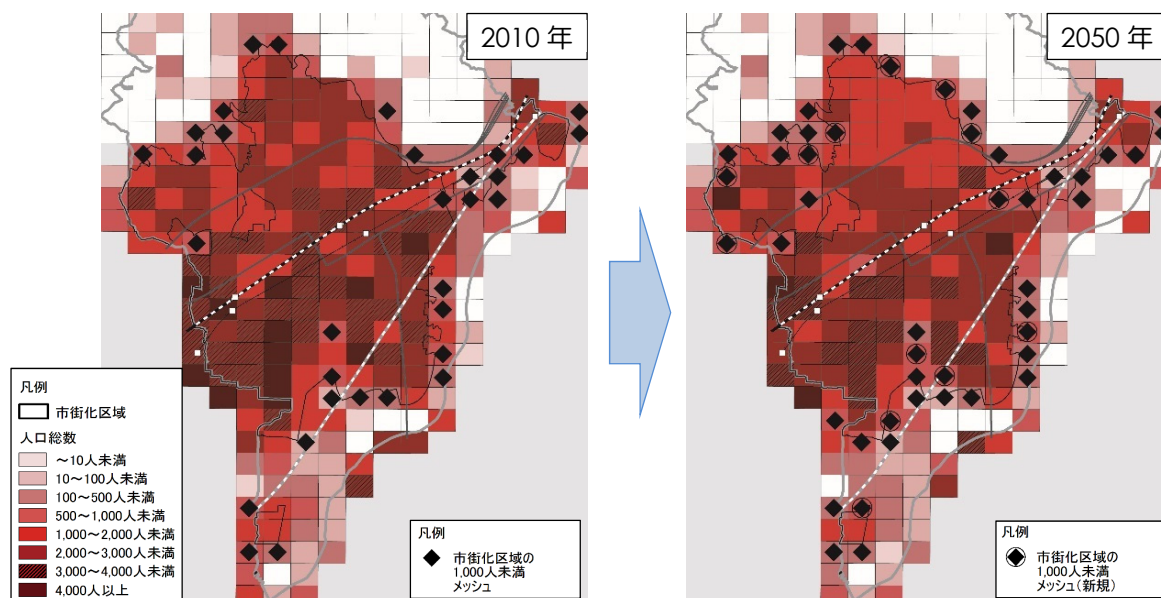 2010 年
2050 年
凡例
市街化区域
人口総数
～10人未満
10～100人未満
100～500人未満
500～1,000人未満
1,000～2,000人未満
2,000～3,000人未満
3,000～4,000人未満
4,000人以上
凡例
市街化区域の
1,000人未満
メッシュ
凡例
市街化区域の
1,000人未満
メッシュ(新規)